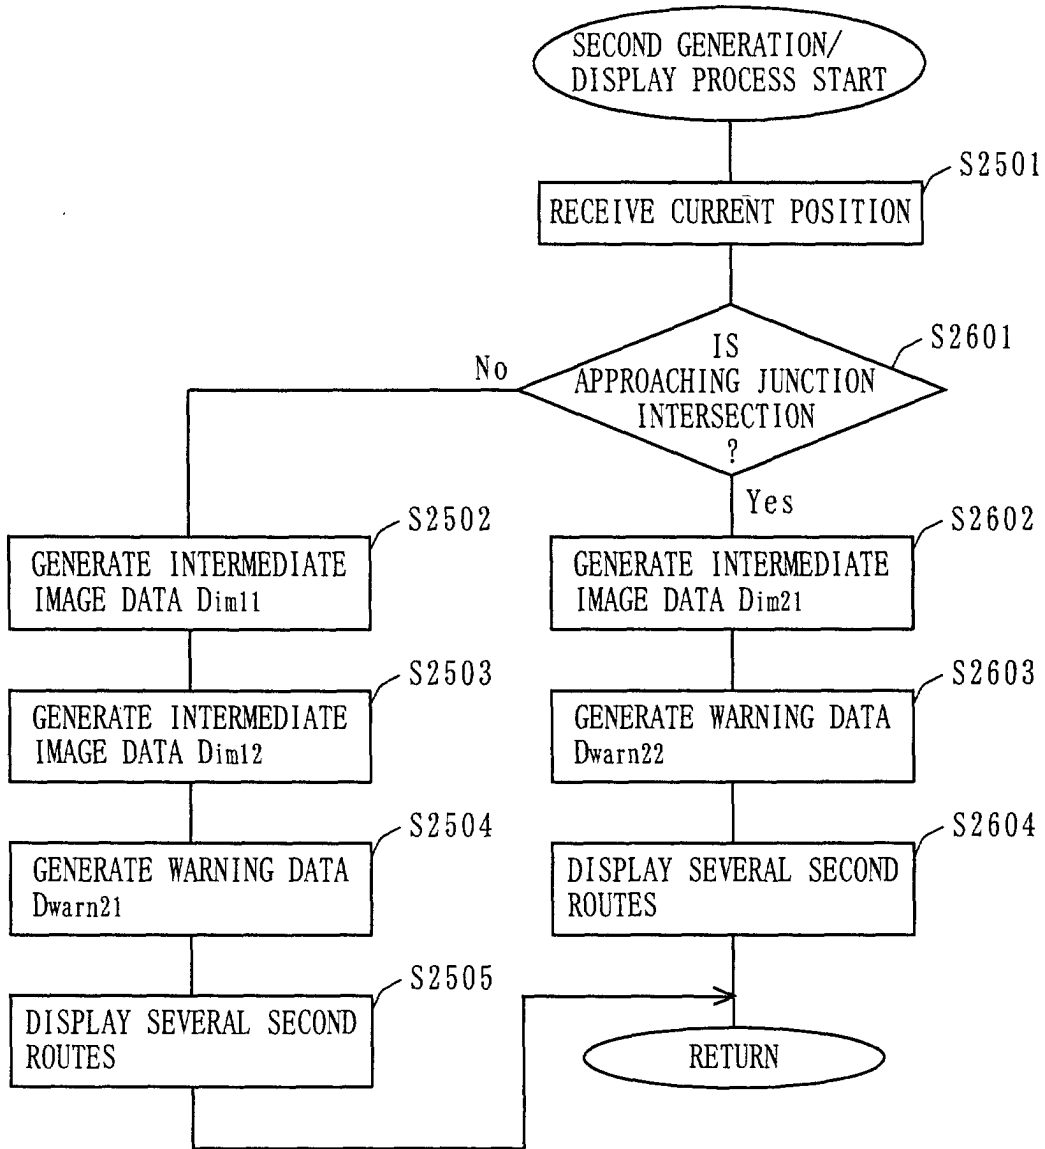 SECOND GENERATION/
DISPLAY PROCESS START
S2501
RECEIVE CURRENT POSITION
S2601
IS
APPROACHING JUNCTION
INTERSECTION
?
No
Yes
S2502
GENERATE INTERMEDIATE
IMAGE DATA Dim11
S2503
GENERATE INTERMEDIATE
IMAGE DATA Dim12
S2504
GENERATE WARNING DATA
Dwarn21
S2505
DISPLAY SEVERAL SECOND
ROUTES
S2602
GENERATE INTERMEDIATE
IMAGE DATA Dim21
S2603
GENERATE WARNING DATA
Dwarn22
S2604
DISPLAY SEVERAL SECOND
ROUTES
RETURN